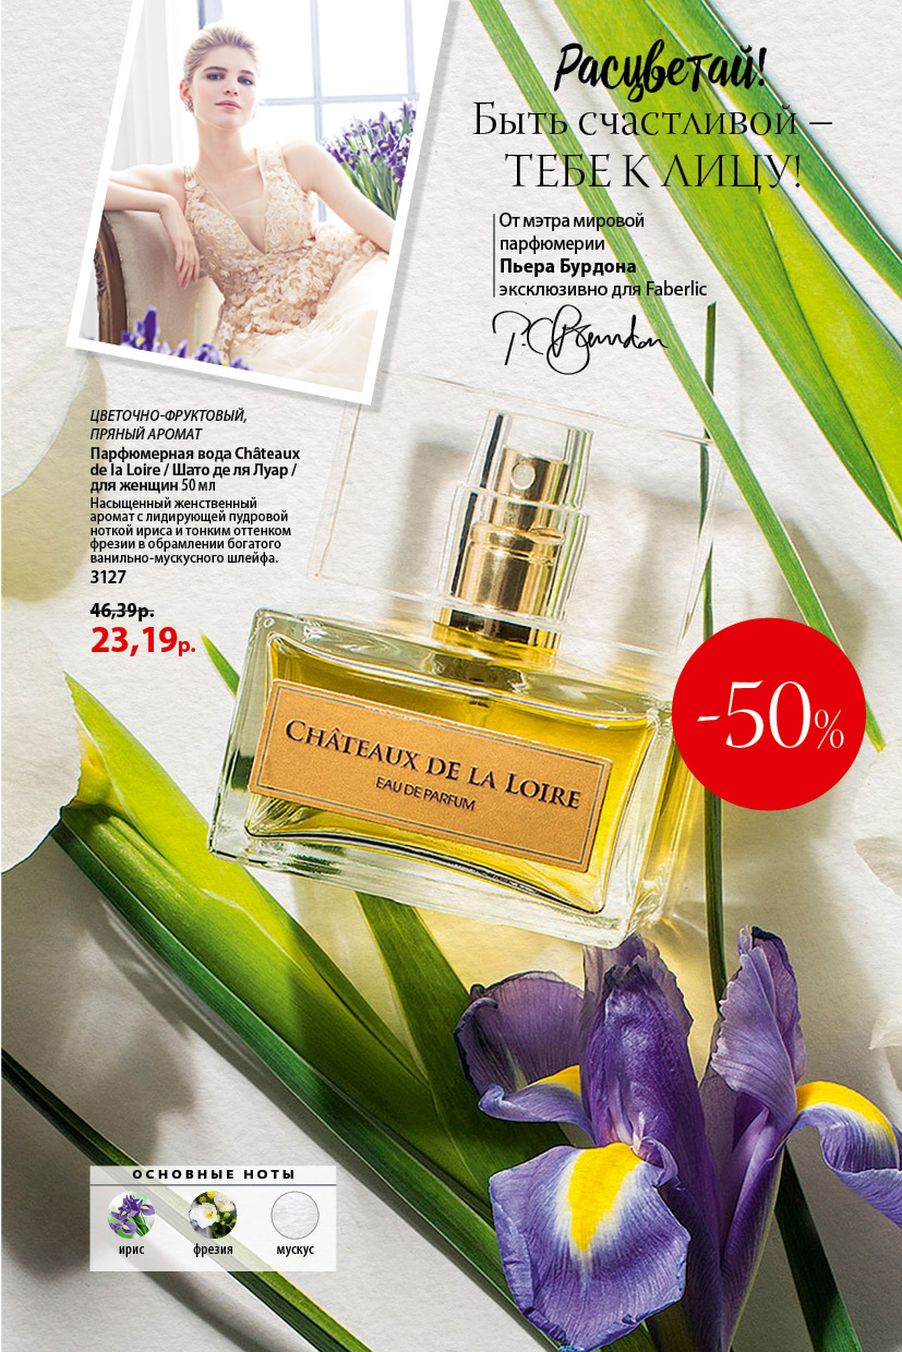 Расцветай!
Быть счастливой –
ТЕБЕ К ЛИЦУ!
От мэтра мировой
парфюмерии
Пьера Бурдона
эксклюзивно для Faberlic
ЦВЕТОЧНО-ФРУКТОВЫЙ,
ПРЯНЫЙ АРОМАТ
Парфюмерная вода Châteaux
de la Loire / Шато де ля Луар /
для женщин 50 мл
Насыщенный женственный
аромат с лидирующей пудровой
ноткой ириса и тонким оттенком
фрезии в обрамлении богатого
ванильно-мускусного шлейфа.
3127
46,39р.
23,19р.
-50%
CHÂTEAUX DE LA LOIRE
EAU DE PARFUM
ОСНОВНЫЕ НОТЫ
ирис фрезия мускус